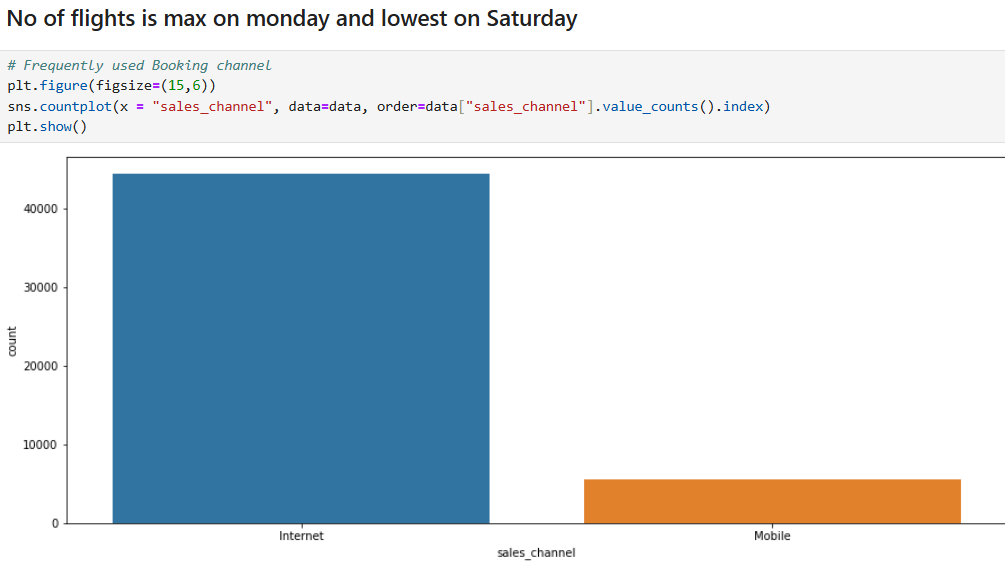 No of flights is max on monday and lowest on Saturday
# Frequently used Booking channel
plt.figure(figsize=(15,6))
sns.countplot(x = "sales_channel", data=data, order=data["sales_channel"].value_counts().index)
plt.show()
40000
30000
20000
10000
0
count
Internet
Mobile
sales_channel